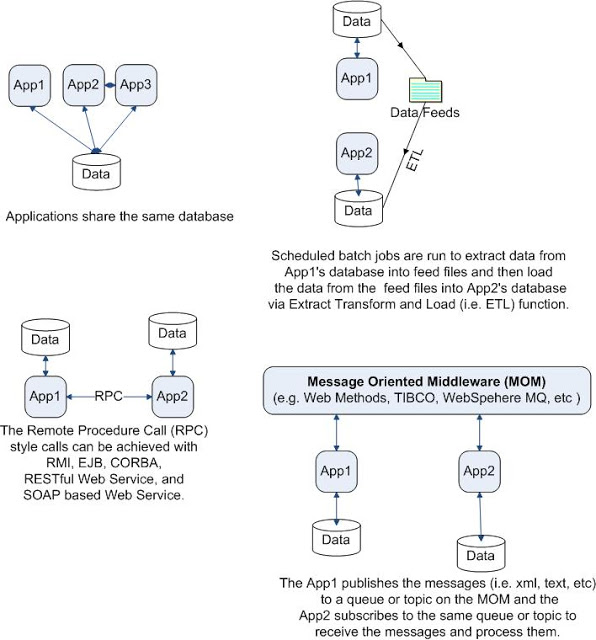 App1
App2
App3
Data
Applications share the same database
Data
App1
Data Feeds
App2
ETL
Data
Scheduled batch jobs are run to extract data from
App1's database into feed files and then load
the data from the feed files into App2's database
via Extract Transform and Load (i.e. ETL) function.
Data
Data
App1
RPC
App2
The Remote Procedure Call (RPC)
style calls can be achieved with
RMI, EJB, CORBA,
RESTful Web Service, and
SOAP based Web Service.
Message Oriented Middleware (MOM)
(e.g. Web Methods, TIBCO, WebSpehere MQ, etc )
App1
App2
Data
Data
The App1 publishes the messages (i.e. xml, text, etc)
to a queue or topic on the MOM and the
App2 subscribes to the same queue or topic to
receive the messages and process them.